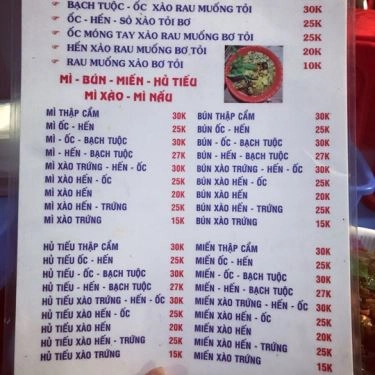 BẠCH TUỘC - ỐC XÀO RAU MUỐNG TỎI 30K
ỐC - HẾN - SÒ XÀO TỎI BƠ 25K
ỐC MÓNG TAY XÀO RAU MUỐNG BƠ TỎI 25K
HẾN XÀO RAU MUỐNG BƠ TỎI 20K
RAU MUỐNG XÀO BƠ TỎI 10K
MÌ - BÚN - MIẾN - HỦ TIẾU
MÌ XÀO - MÌ NẤU
MÌ THẬP CẨM 30K
MÌ ỐC - HẾN 25K
MÌ - ỐC - BẠCH TUỘC 30K
MÌ - HẾN - BẠCH TUỘC 27K
MÌ XÀO TRỨNG - HẾN - ỐC 30K
MÌ XÀO HẾN - ỐC 25K
MÌ XÀO HẾN 20K
MÌ XÀO HẾN - TRỨNG 25K
MÌ XÀO TRỨNG 15K
BÚN THẬP CẨM 30K
BÚN ỐC - HẾN 25K
BÚN - ỐC - BẠCH TUỘC 30K
BÚN - HẾN - BẠCH TUỘC 27K
BÚN XÀO TRỨNG - HẾN - ỐC 30K
BÚN XÀO HẾN - ỐC 25K
BÚN XÀO HẾN 20K
BÚN XÀO HẾN - TRỨNG 25K
BÚN XÀO TRỨNG 15K
HỦ TIẾU THẬP CẨM 30K
HỦ TIẾU ỐC - HẾN 25K
HỦ TIẾU - ỐC - BẠCH TUỘC 30K
HỦ TIẾU - HẾN - BẠCH TUỘC 27K
HỦ TIẾU XÀO TRỨNG - HẾN - ỐC 30K
HỦ TIẾU XÀO HẾN - ỐC 25K
HỦ TIẾU XÀO HẾN 20K
HỦ TIẾU XÀO HẾN - TRỨNG 25K
HỦ TIẾU XÀO TRỨNG 15K
MIẾN THẬP CẨM 30K
MIẾN ỐC - HẾN 25K
MIẾN - ỐC - BẠCH TUỘC 30K
MIẾN - HẾN - BẠCH TUỘC 27K
MIẾN XÀO TRỨNG - HẾN - ỐC 30K
MIẾN XÀO HẾN - ỐC 25K
MIẾN XÀO HẾN 20K
MIẾN XÀO HẾN - TRỨNG 25K
MIẾN XÀO TRỨNG 15K